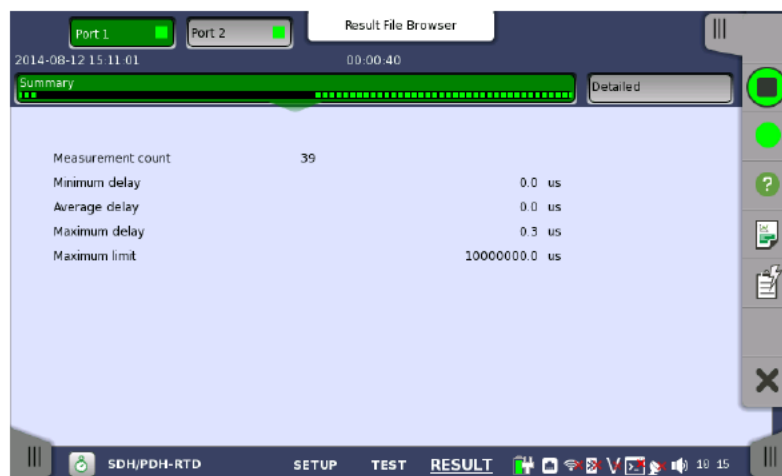 Result File Browser
Port 1
Port 2
2014-08-12 15:11:01
00:00:40
Summary
Detailed
Measurement count 39
Minimum delay 0.0 us
Average delay 0.0 us
Maximum delay 0.3 us
Maximum limit 10000000.0 us
SDH/PDH-RTD SETUP TEST RESULT